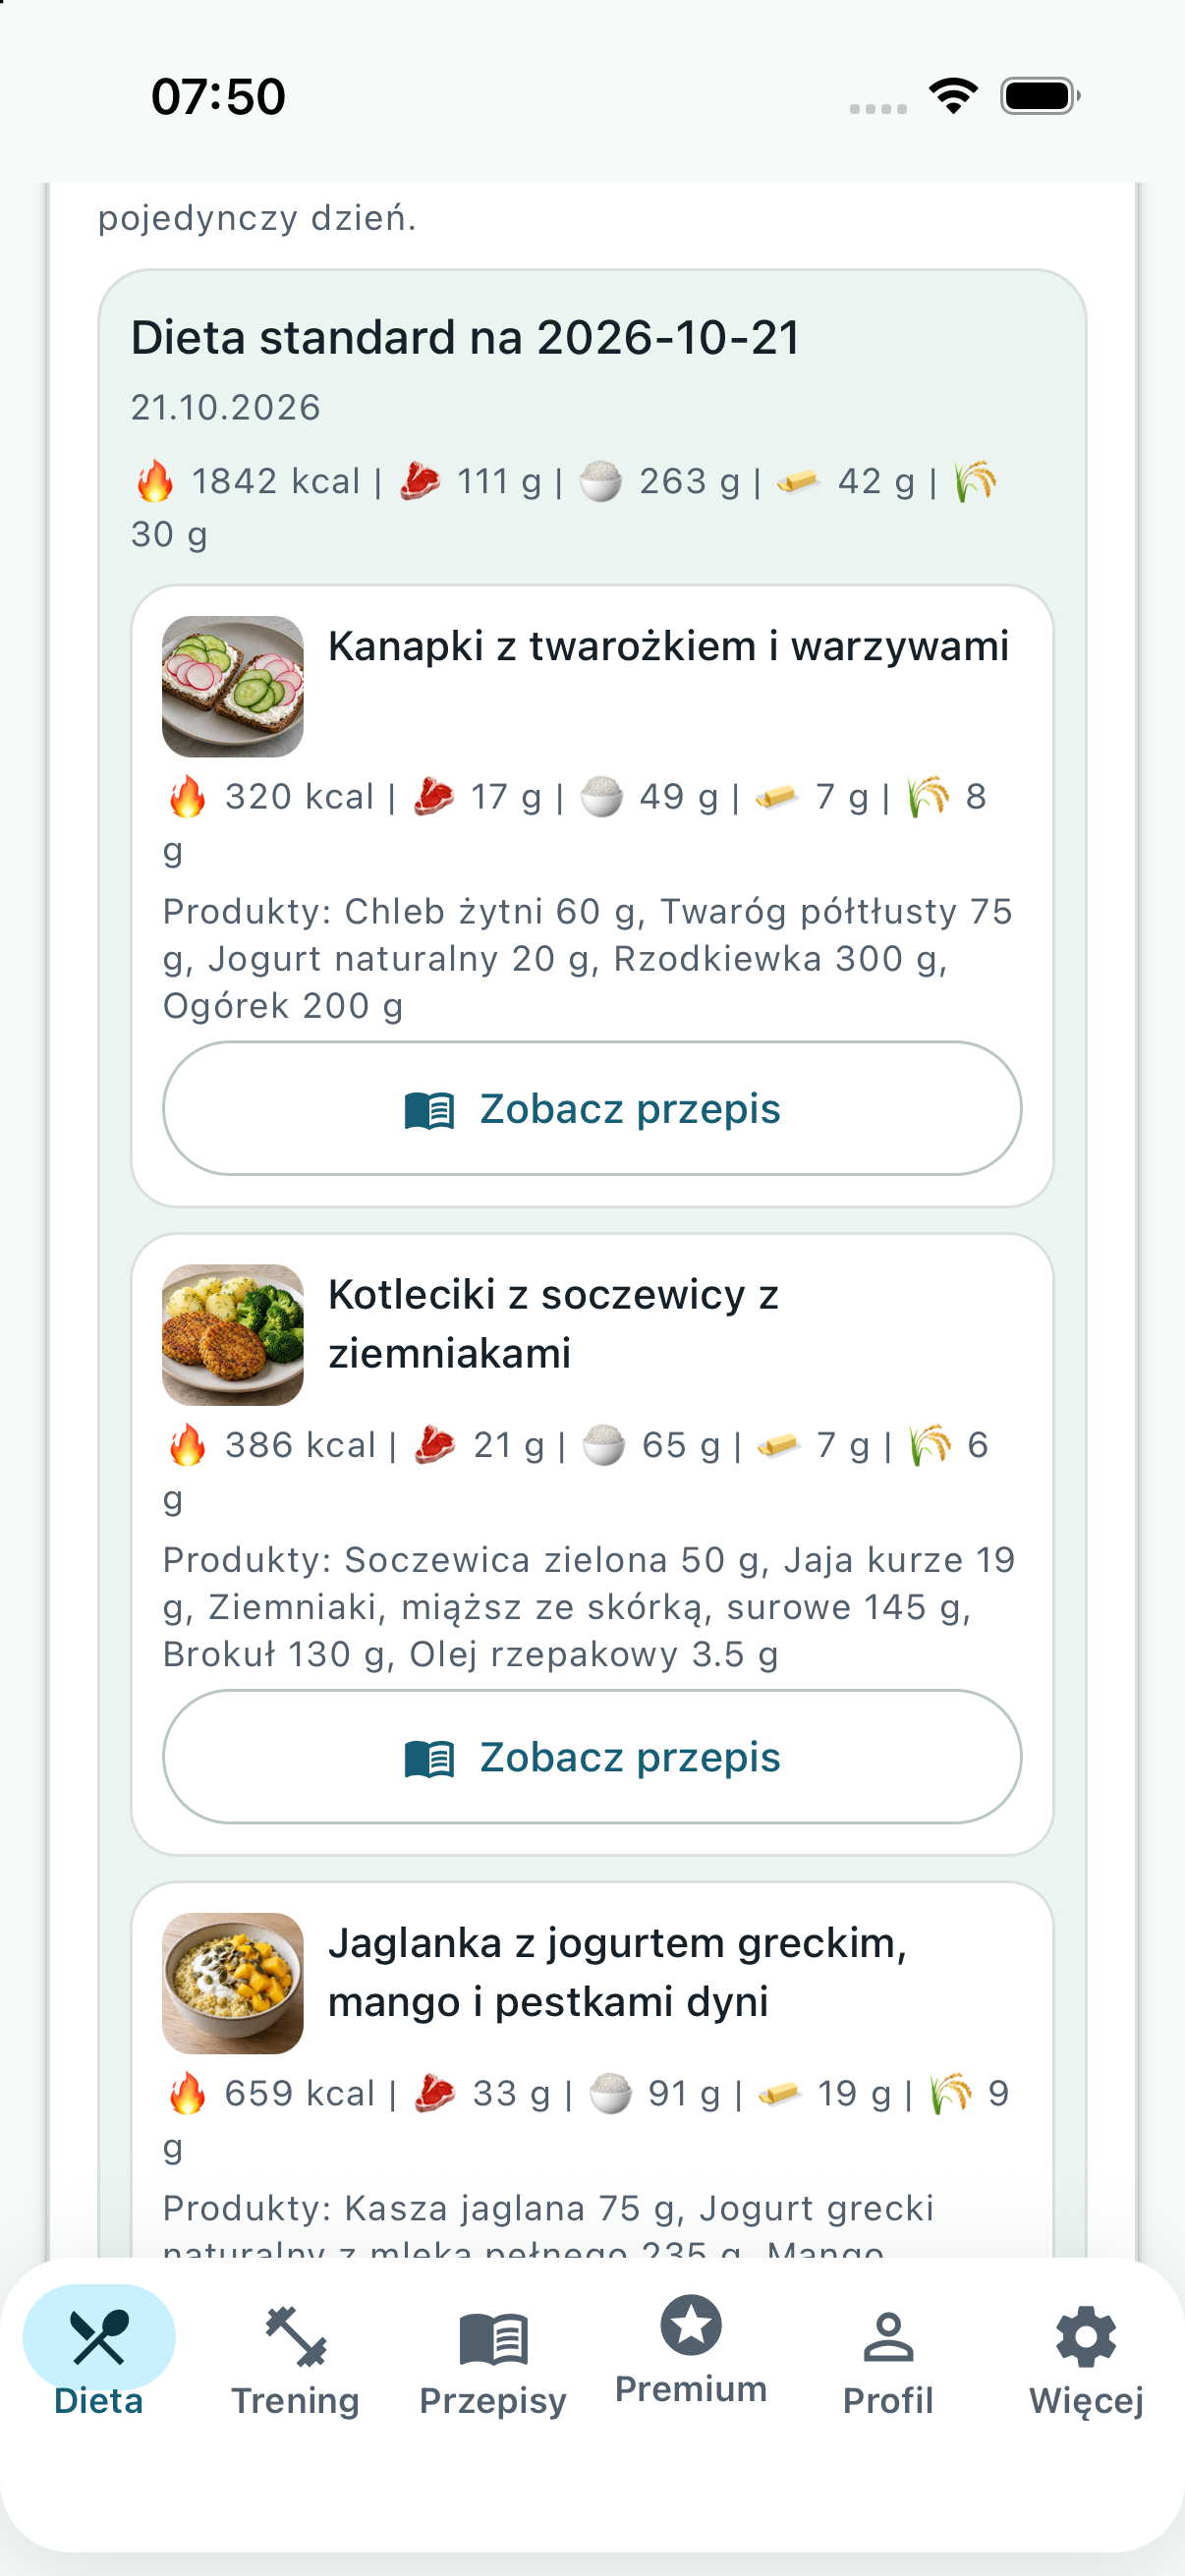 07:50
pojedynczy dzień.
Dieta standard na 2026-10-21
21.10.2026
🔥 1842 kcal | 🥩 111 g | 🍚 263 g | 🧈 42 g | 🌾
30 g
Kanapki z twarożkiem i warzywami
🔥 320 kcal | 🥩 17 g | 🍚 49 g | 🧈 7 g | 🌾 8
g
Produkty: Chleb żytni 60 g, Twaróg półtłusty 75
g, Jogurt naturalny 20 g, Rzodkiewka 300 g,
Ogórek 200 g
Zobacz przepis
Kotleciki z soczewicy z
ziemniakami
🔥 386 kcal | 🥩 21 g | 🍚 65 g | 🧈 7 g | 🌾 6
g
Produkty: Soczewica zielona 50 g, Jaja kurze 19
g, Ziemniaki, miąższ ze skórką, surowe 145 g,
Brokuł 130 g, Olej rzepakowy 3.5 g
Zobacz przepis
Jaglanka z jogurtem greckim,
mango i pestkami dyni
🔥 659 kcal | 🥩 33 g | 🍚 91 g | 🧈 19 g | 🌾 9
g
Produkty: Kasza jaglana 75 g, Jogurt grecki
naturalny z mleka pełnego 235 g, Mango
Dieta
Trening
Przepisy
Premium
Profil
Więcej